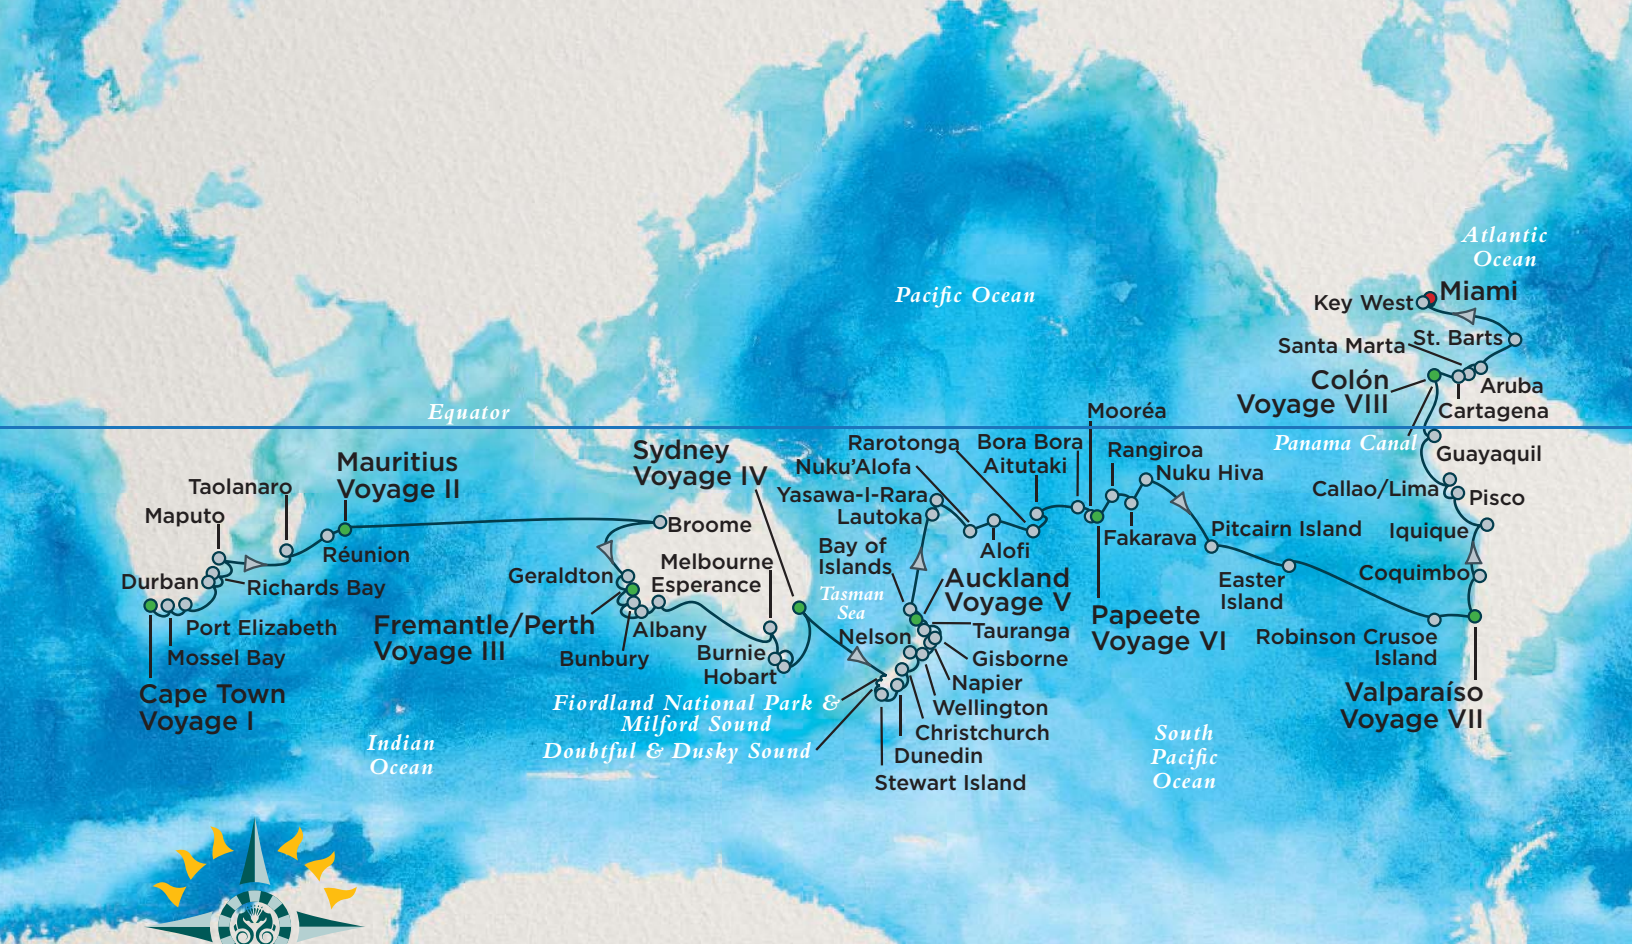 Atlantic
Ocean
Pacific Ocean
Key West
Miami
St. Barts
Santa Marta
Colón
Voyage VIII
Aruba
Cartagena
Equator
Panama Canal
Guayaquil
Callao/Lima
Pisco
Iquique
Coquimbo
Mooréa
Rarotonga
Bora Bora
Rangiroa
Nuku'Alofa
Aitutaki
Nuku Hiva
Yasawa-I-Rara
Lautoka
Alofi
Fakarava
Pitcairn Island
Easter
Island
Robinson Crusoe
Island
Valparaíso
Voyage VII
Papeete
Voyage VI
Sydney
Voyage IV
Mauritius
Voyage II
Taolanaro
Maputo
Réunion
Durban
Richards Bay
Port Elizabeth
Mossel Bay
Cape Town
Voyage I
Broome
Geraldton
Melbourne
Esperance
Fremantle/Perth
Voyage III
Albany
Bunbury
Burnie
Hobart
Bay of
Islands
Tasman
Sea
Auckland
Voyage V
Nelson
Tauranga
Gisborne
Napier
Wellington
Christchurch
Dunedin
Stewart Island
Fiordland National Park &
Milford Sound
Doubtful & Dusky Sound
Indian
Ocean
South
Pacific
Ocean